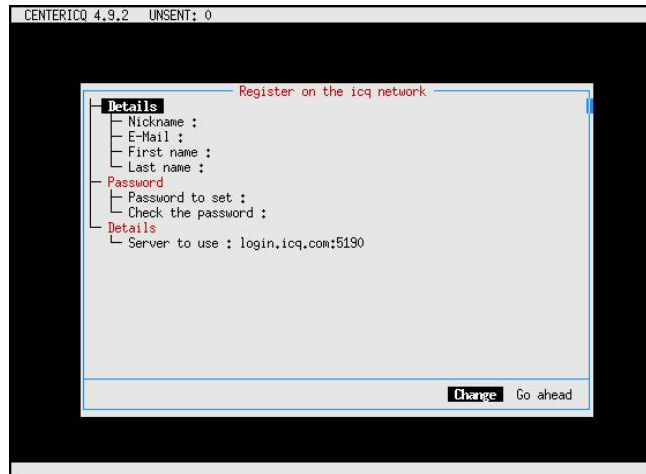 CENTERICQ 4.9.2 UNSENT: 0
Register on the icq network
Details
Nickname :
E-Mail :
First name :
Last name :
Password
Password to set :
Check the password :
Details
Server to use : login.icq.com:5190
Change Go ahead